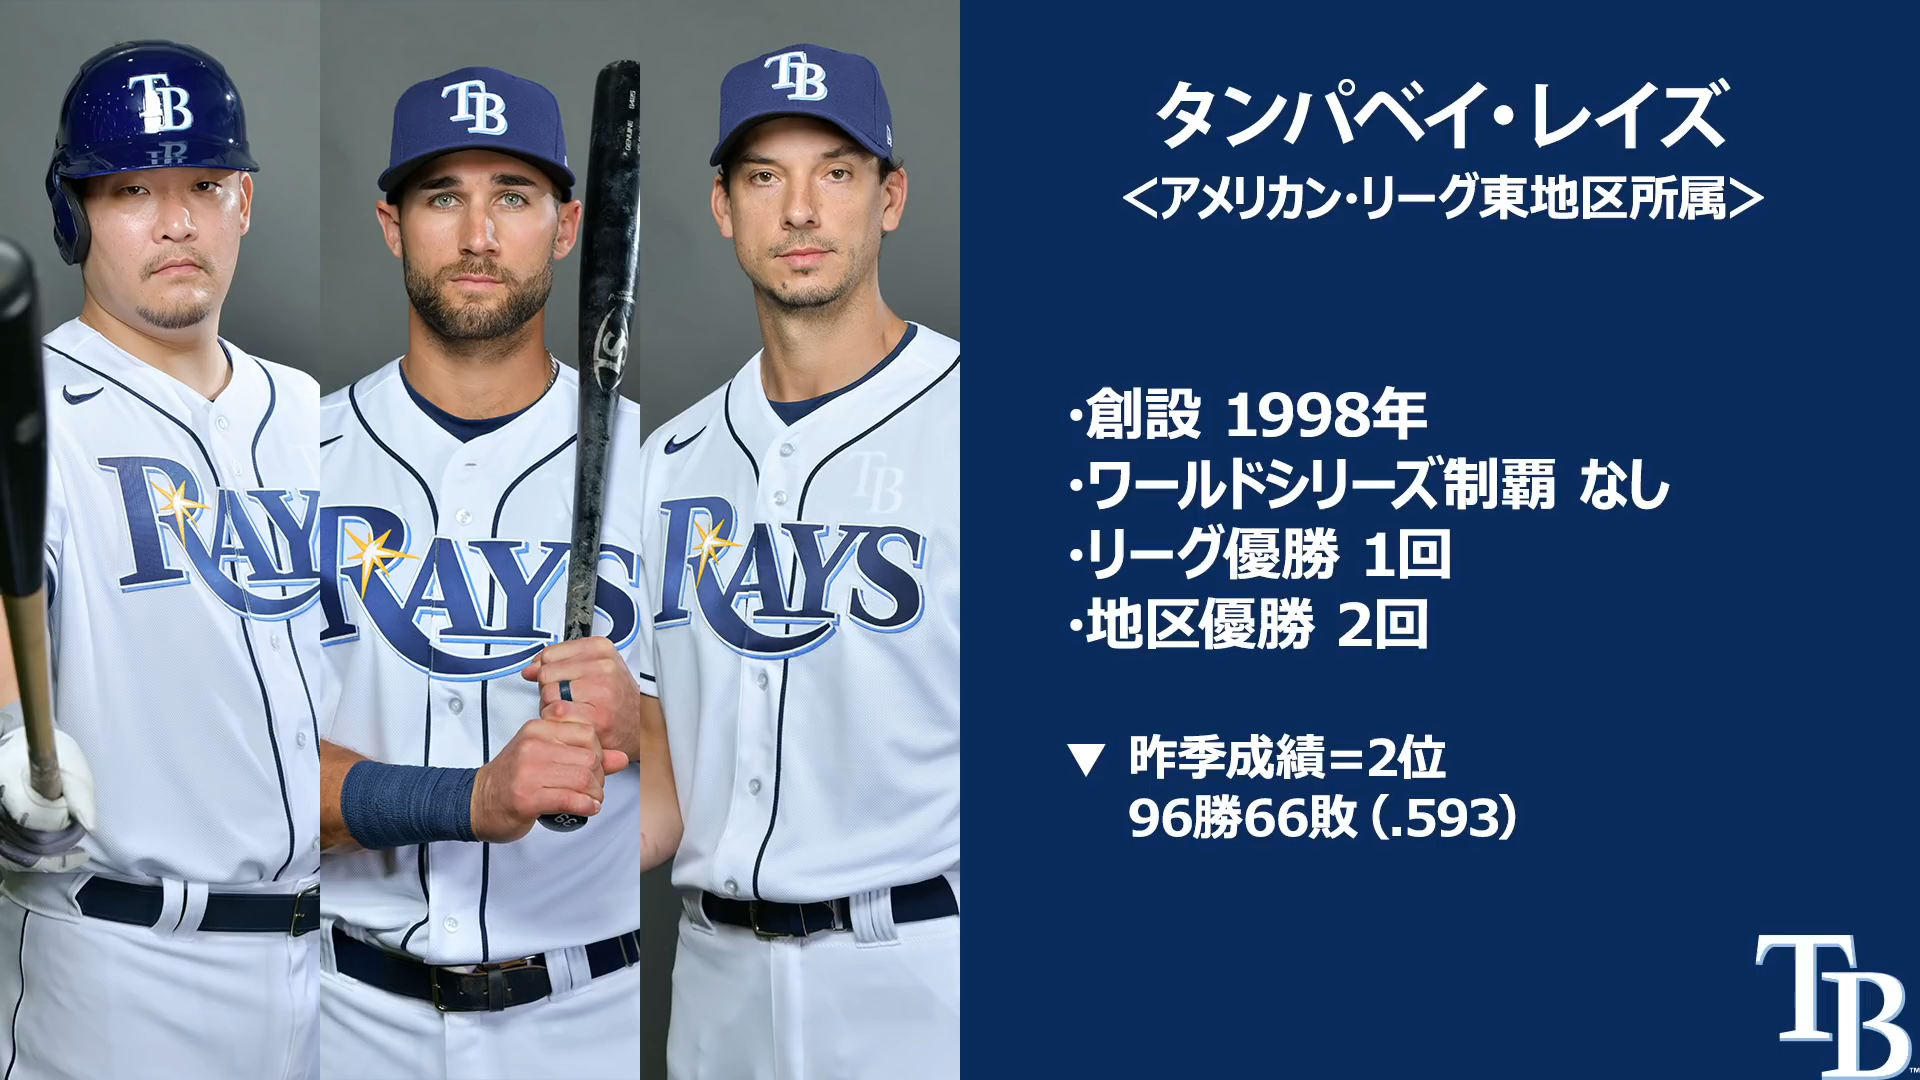 TB
TB
TB
GENUINE
RAYS
RAYS
RAYS
TB
タンパベイ・レイズ
＜アメリカン・リーグ東地区所属＞
・創設 1998年
・ワールドシリーズ制覇 なし
・リーグ優勝 1回
・地区優勝 2回
▼ 昨季成績=2位
96勝66敗（.593）
TB
TM